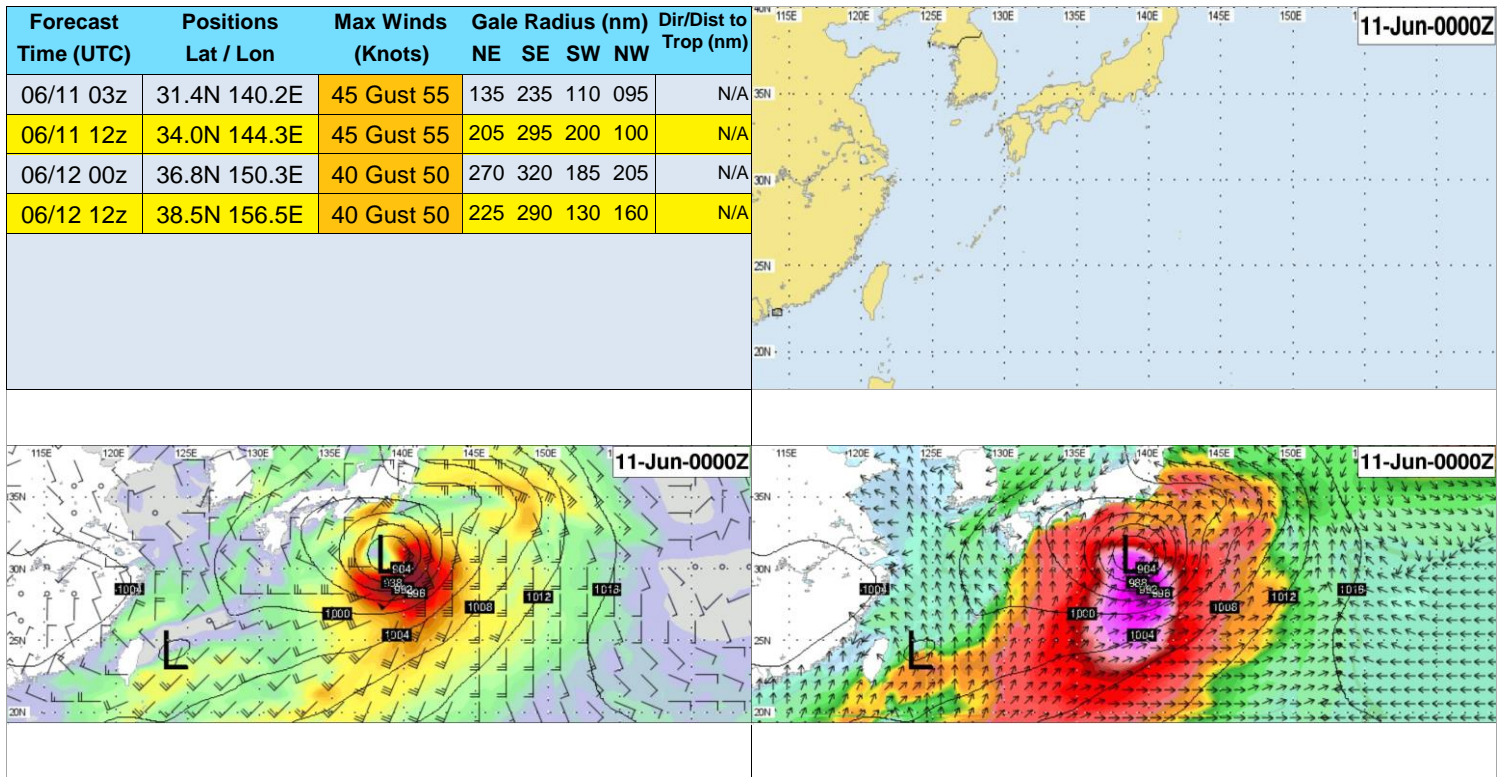 Forecast Time (UTC) Positions Lat / Lon Max Winds (Knots) Gale Radius (nm) NE SE SW NW Dir/Dist to Trop (nm)
06/11 03z 31.4N 140.2E 45 Gust 55 135 235 110 095 N/A
06/11 12z 34.0N 144.3E 45 Gust 55 205 295 200 100 N/A
06/12 00z 36.8N 150.3E 40 Gust 50 270 320 185 205 N/A
06/12 12z 38.5N 156.5E 40 Gust 50 225 290 130 160 N/A
115E 120E 125E 130E 135E 140E 145E 150E
11-Jun-0000Z
35N
30N
25N
20N
115E 120E 125E 130E 135E 140E 145E 150E
11-Jun-0000Z
35N
L
30N 1004
1000 1008 1012
1004
25N L
20N
115E 120E 125E 130E 135E 140E 145E 150E
11-Jun-0000Z
35N
L
30N 1004
988
996
1008 1012
1004
25N L
20N